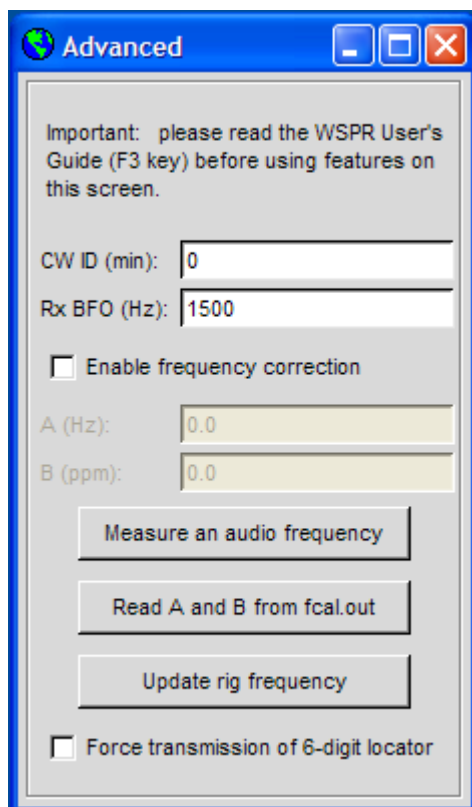 Advanced
Important: please read the WSPR User's
Guide (F3 key) before using features on
this screen.
CW ID (min): 0
Rx BFO (Hz): 1500
Enable frequency correction
A (Hz): 0.0
B (ppm): 0.0
Measure an audio frequency
Read A and B from fcal.out
Update rig frequency
Force transmission of 6-digit locator